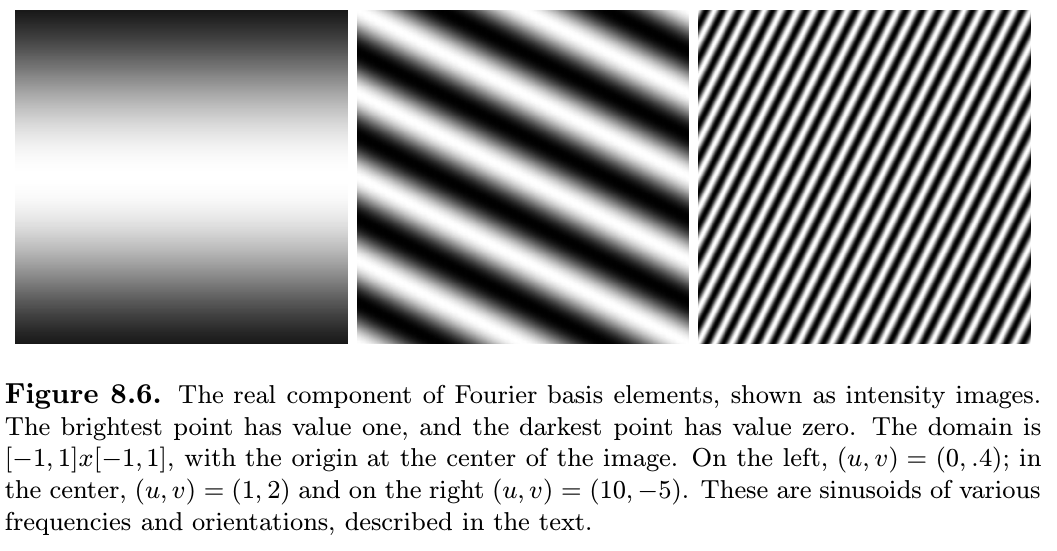 Figure 8.6. The real component of Fourier basis elements, shown as intensity images.
The brightest point has value one, and the darkest point has value zero. The domain is
[−1, 1]x[−1, 1], with the origin at the center of the image. On the left, (u, v) = (0, .4); in
the center, (u, v) = (1, 2) and on the right (u, v) = (10, −5). These are sinusoids of various
frequencies and orientations, described in the text.